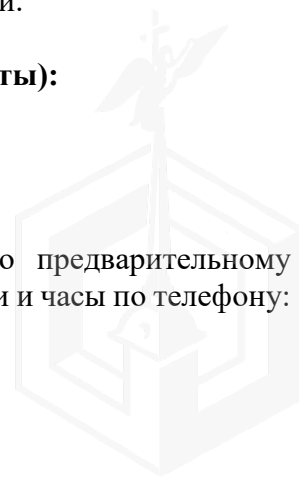 и.
ты):
о предварительному
и и часы по телефону: